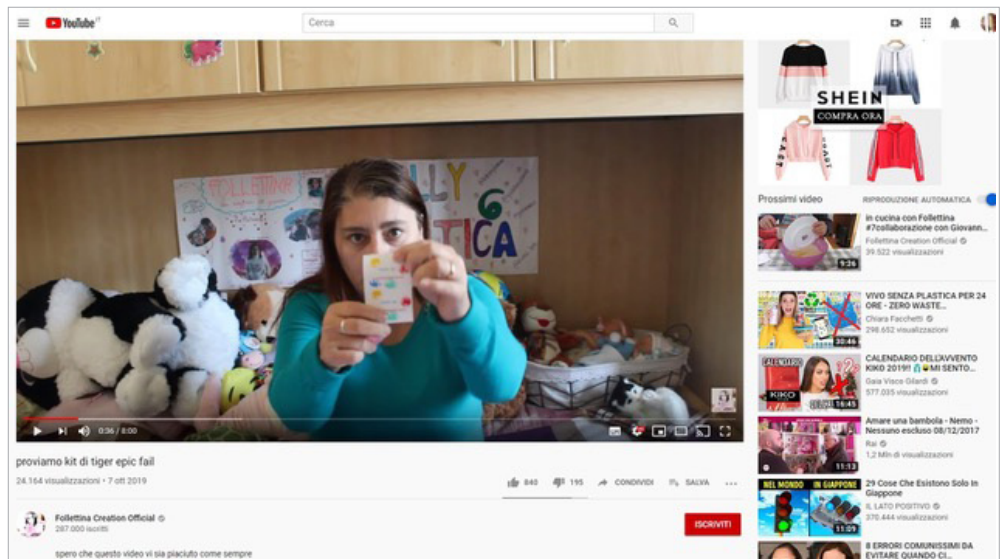 YouTube IT
Cerca
FOLLETTINA
LLY
6
TICA
0:36 / 8:00
proviamo kit di tiger epic fail
24.164 visualizzazioni • 7 ott 2019
840
195
CONDIVIDI
SALVA
Follettina Creation Official
287.000 iscritti
ISCRIVITI
spero che questo video vi sia piaciuto come sempre
SHEIN
COMPRA ORA
Prossimi video
RIPRODUZIONE AUTOMATICA
in cucina con Follettina
#7collaborazione con Giovann...
Follettina Creation Official
39.522 visualizzazioni
9:26
VIVO SENZA PLASTICA PER 24
ORE - ZERO WASTE...
Chiara Facchetti
298.652 visualizzazioni
30:46
CALENDARIO
KIKO
CALENDARIO DELL'AVVENTO
KIKO 2019!! MI SENTO...
Gaia Visco Gilardi
577.035 visualizzazioni
16:45
Amare una bambola - Nemo -
Nessuno escluso 08/12/2017
Rai
1,2 Mln di visualizzazioni
11:13
NEL MONDO IN GIAPPONE
29 Cose Che Esistono Solo In
Giappone
IL LATO POSITIVO
370.444 visualizzazioni
11:09
8 ERRORI COMUNISSIMI DA
EVITARE QUANDO CI...